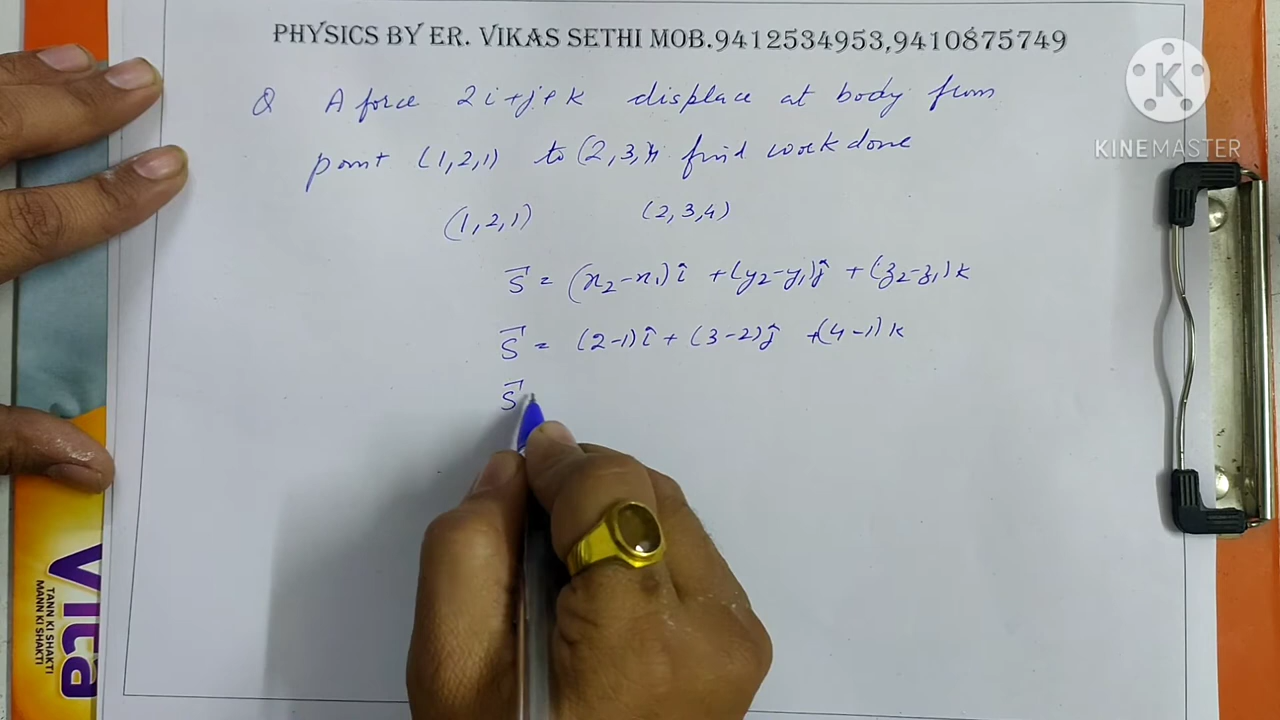 PHYSICS BY ER. VIKAS SETHI MOB.9412534953,9410875749
K
KINEMASTER
Q A force 2i+j+k displace at body from
point (1,2,1) to (2,3,4) find work done
(1,2,1) (2,3,4)
S⃗ = (x₂-x₁)î + (y₂-y₁)ĵ + (z₂-z₁)k
S⃗ = (2-1)î + (3-2)ĵ + (4-1)k
S⃗
Vita
TANN KI SHAKTI
MANN KI SHAKTI